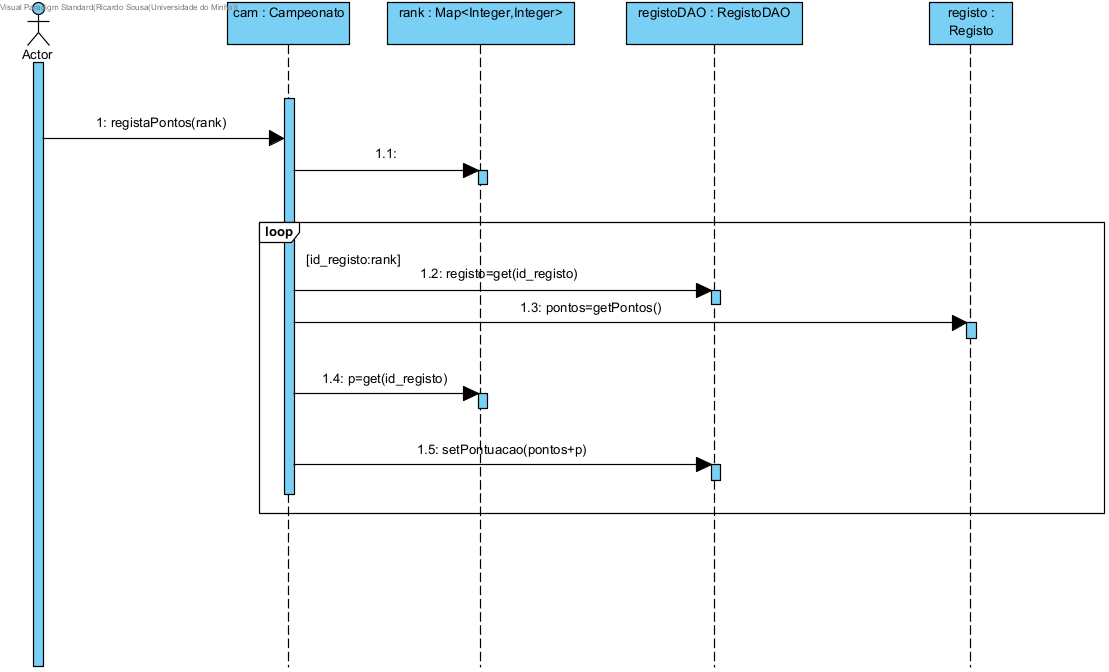 Visual Paradigm Standard(Ricardo Sousa(Universidade do Minho))
cam : Campeonato
rank : Map<Integer,Integer>
registoDAO : RegistoDAO
registo :
Registo
Actor
1: registaPontos(rank)
1.1:
loop
[id_registo:rank]
1.2: registo=get(id_registo)
1.3: pontos=getPontos()
1.4: p=get(id_registo)
1.5: setPontuacao(pontos+p)